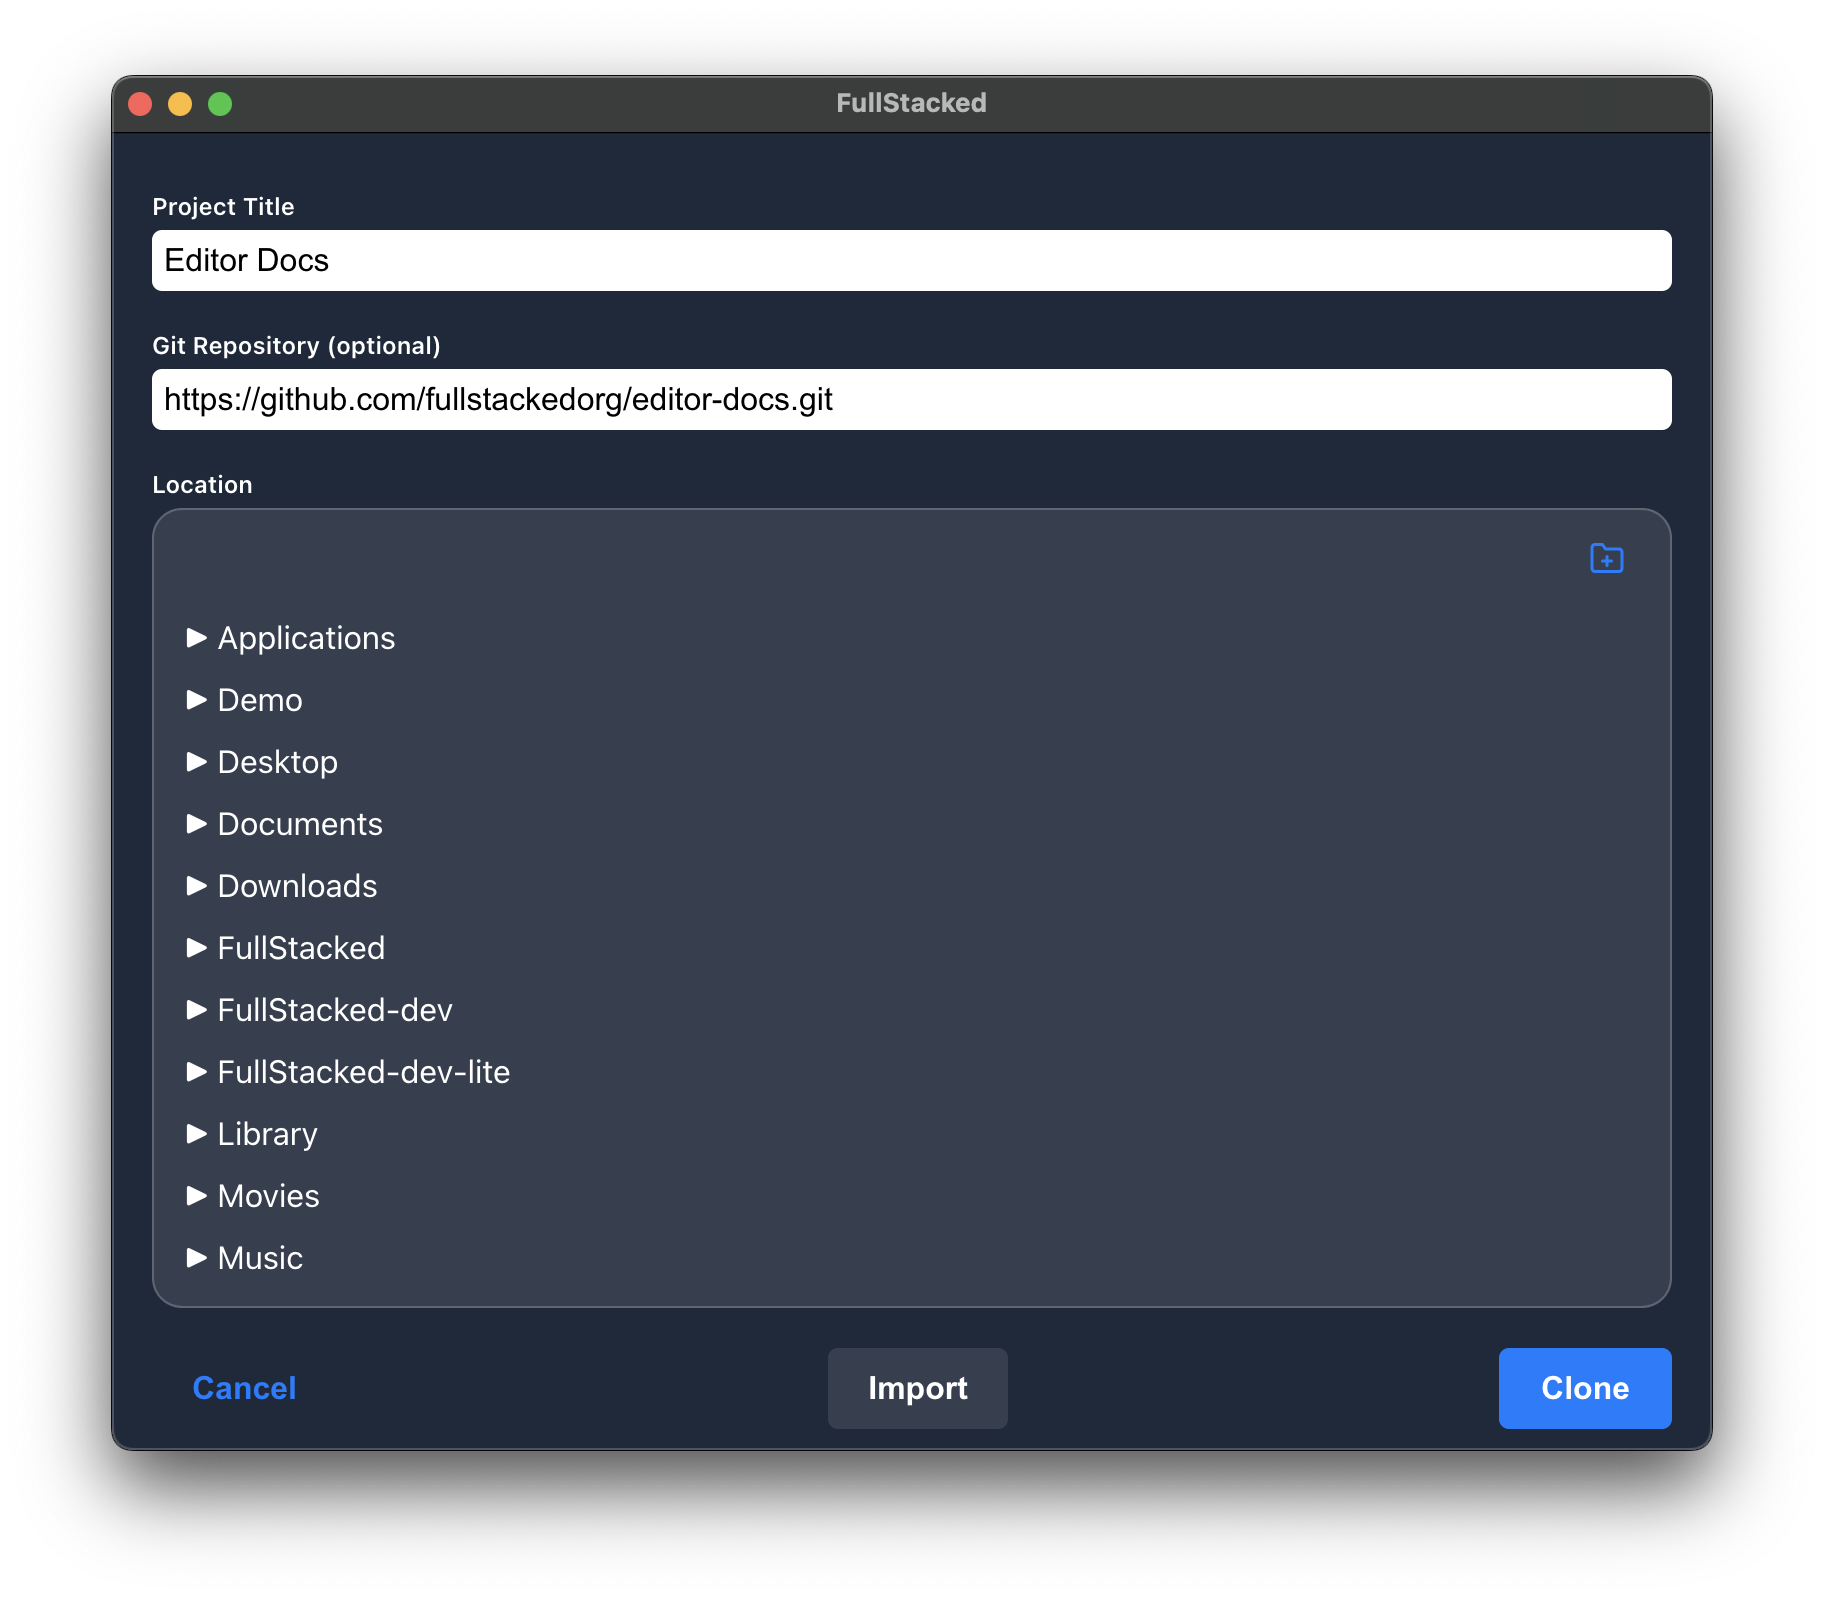 FullStacked
Project Title
Editor Docs
Git Repository (optional)
https://github.com/fullstackedorg/editor-docs.git
Location
Applications
Demo
Desktop
Documents
Downloads
FullStacked
FullStacked-dev
FullStacked-dev-lite
Library
Movies
Music
Cancel
Import
Clone